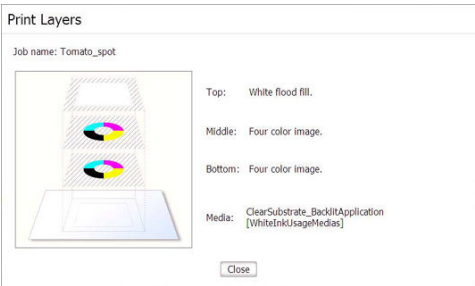 Print Layers
Job name: Tomato_spot
Top: White flood fill.
Middle: Four color image.
Bottom: Four color image.
Media: ClearSubstrate_BacklitApplication
[WhiteInkUsageMedias]
Close